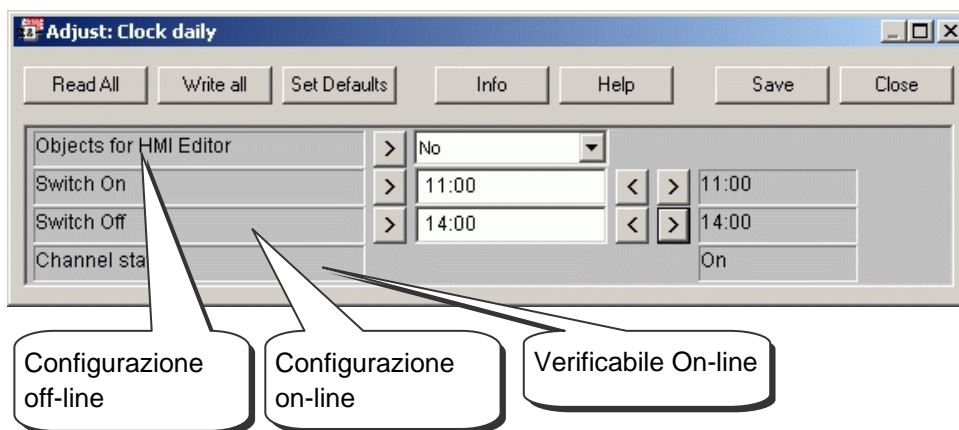 Adjust: Clock daily
Read All Write all Set Defaults Info Help Save Close
Objects for HMI Editor > No
Switch On > 11:00 < > 11:00
Switch Off > 14:00 < > 14:00
Channel sta On
Configurazione
off-line
Configurazione
on-line
Verificabile On-line